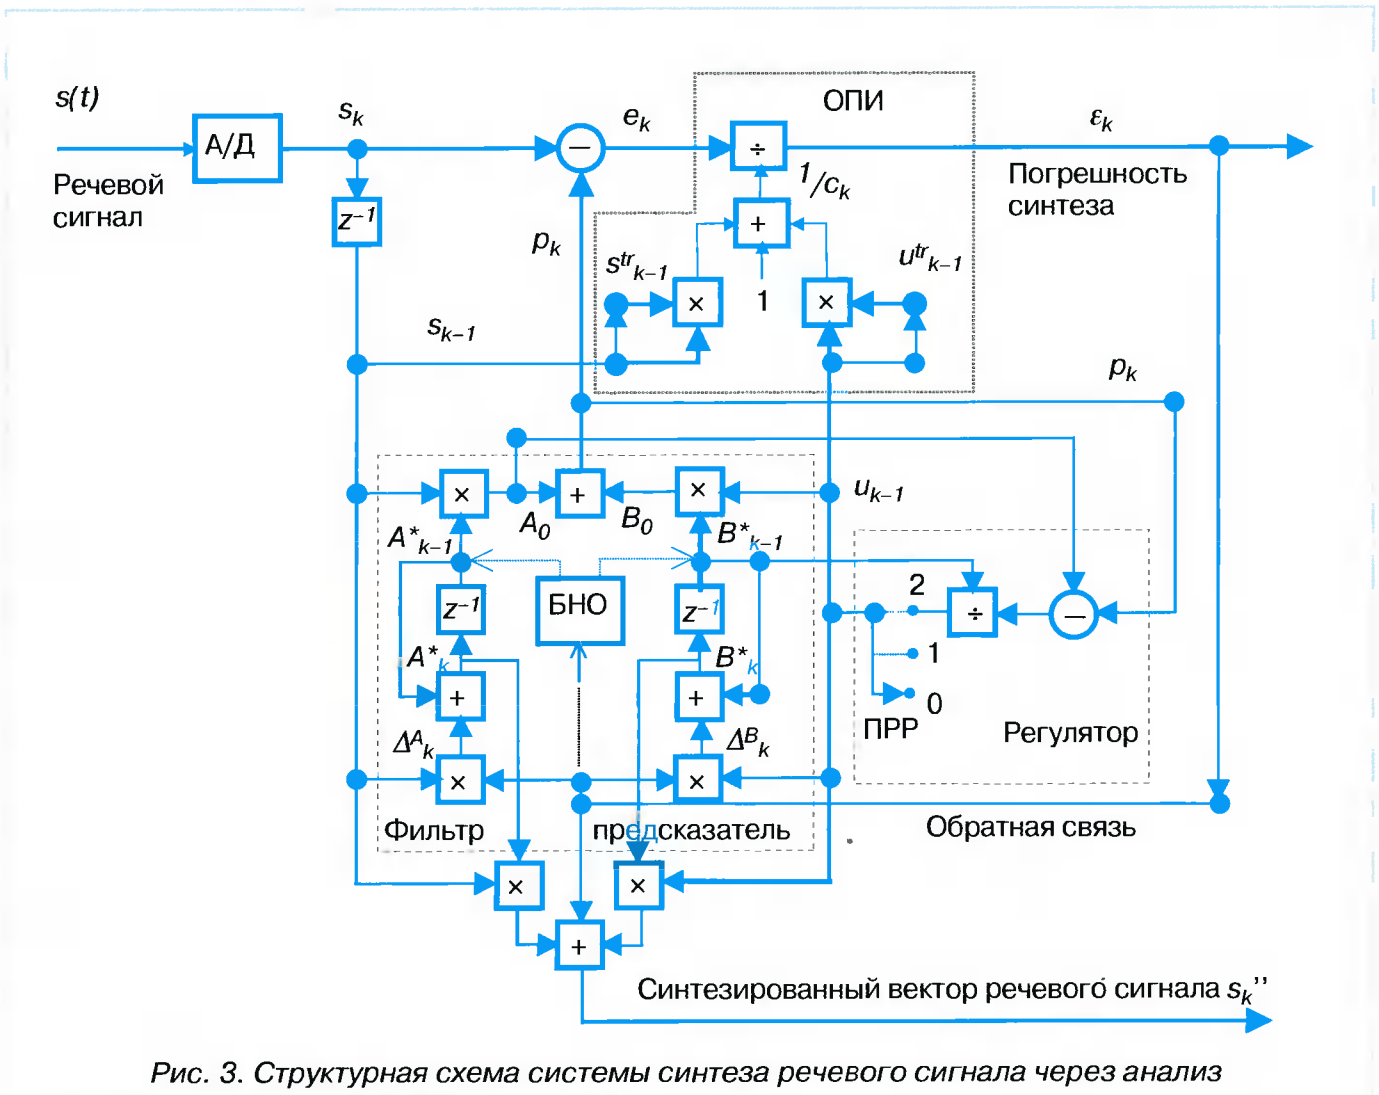 s(t)
А/Д
Речевой
сигнал
s_k
z⁻¹
e_k
ОПИ
÷
ε_k
Погрешность
синтеза
1/c_k
+
1
p_k
s^tr_k–1
u^tr_k–1
×
×
s_k–1
p_k
×
+
×
u_k–1
A_0
B_0
A*_k–1
B*_k–1
z⁻¹
БНО
z⁻¹
2
÷
–
1
0
ПРР
Регулятор
A*_k
B*_k
+
+
Δ^A_k
Δ^B_k
×
×
Фильтр
предсказатель
Обратная связь
×
×
+
Синтезированный вектор речевого сигнала s_k’’
Рис. 3. Структурная схема системы синтеза речевого сигнала через анализ